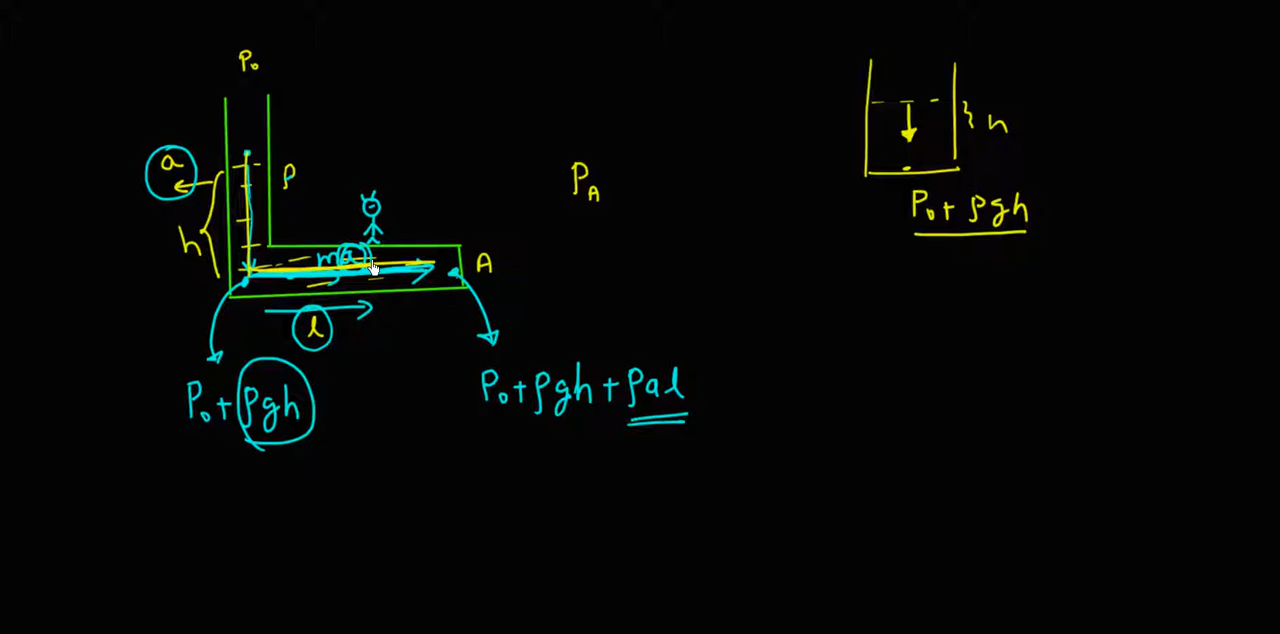 P₀
a
ρ
h
ma
A
l
P₀ + ρgh
P₀ + ρgh + ρal
P_A
h
P₀ + ρgh